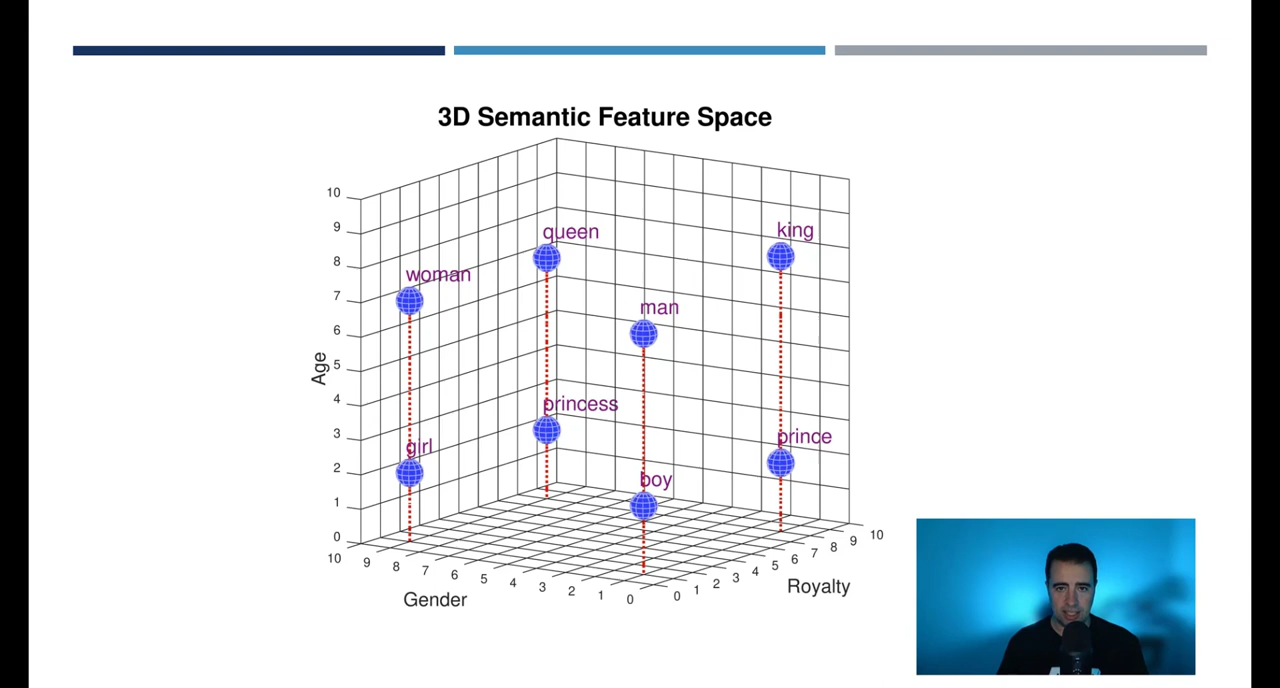 3D Semantic Feature Space
10
9
8
7
6
5
4
3
2
1
0
Age
queen
king
woman
man
princess
prince
girl
boy
10
9
8
7
6
5
4
3
2
1
0
Gender
0
1
2
3
4
5
6
7
8
9
10
Royalty